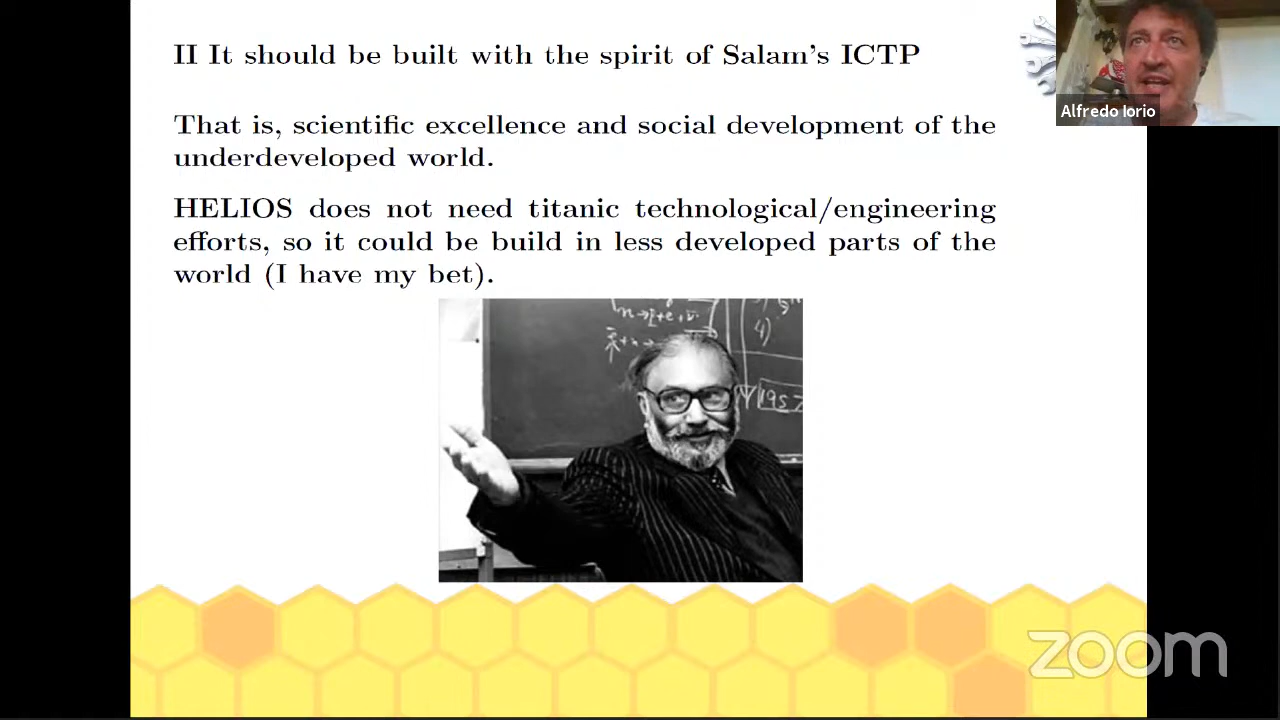 II It should be built with the spirit of Salam's ICTP
Alfredo Iorio
That is, scientific excellence and social development of the
underdeveloped world.
HELIOS does not need titanic technological/engineering
efforts, so it could be build in less developed parts of the
world (I have my bet).
4)
1957
zoom